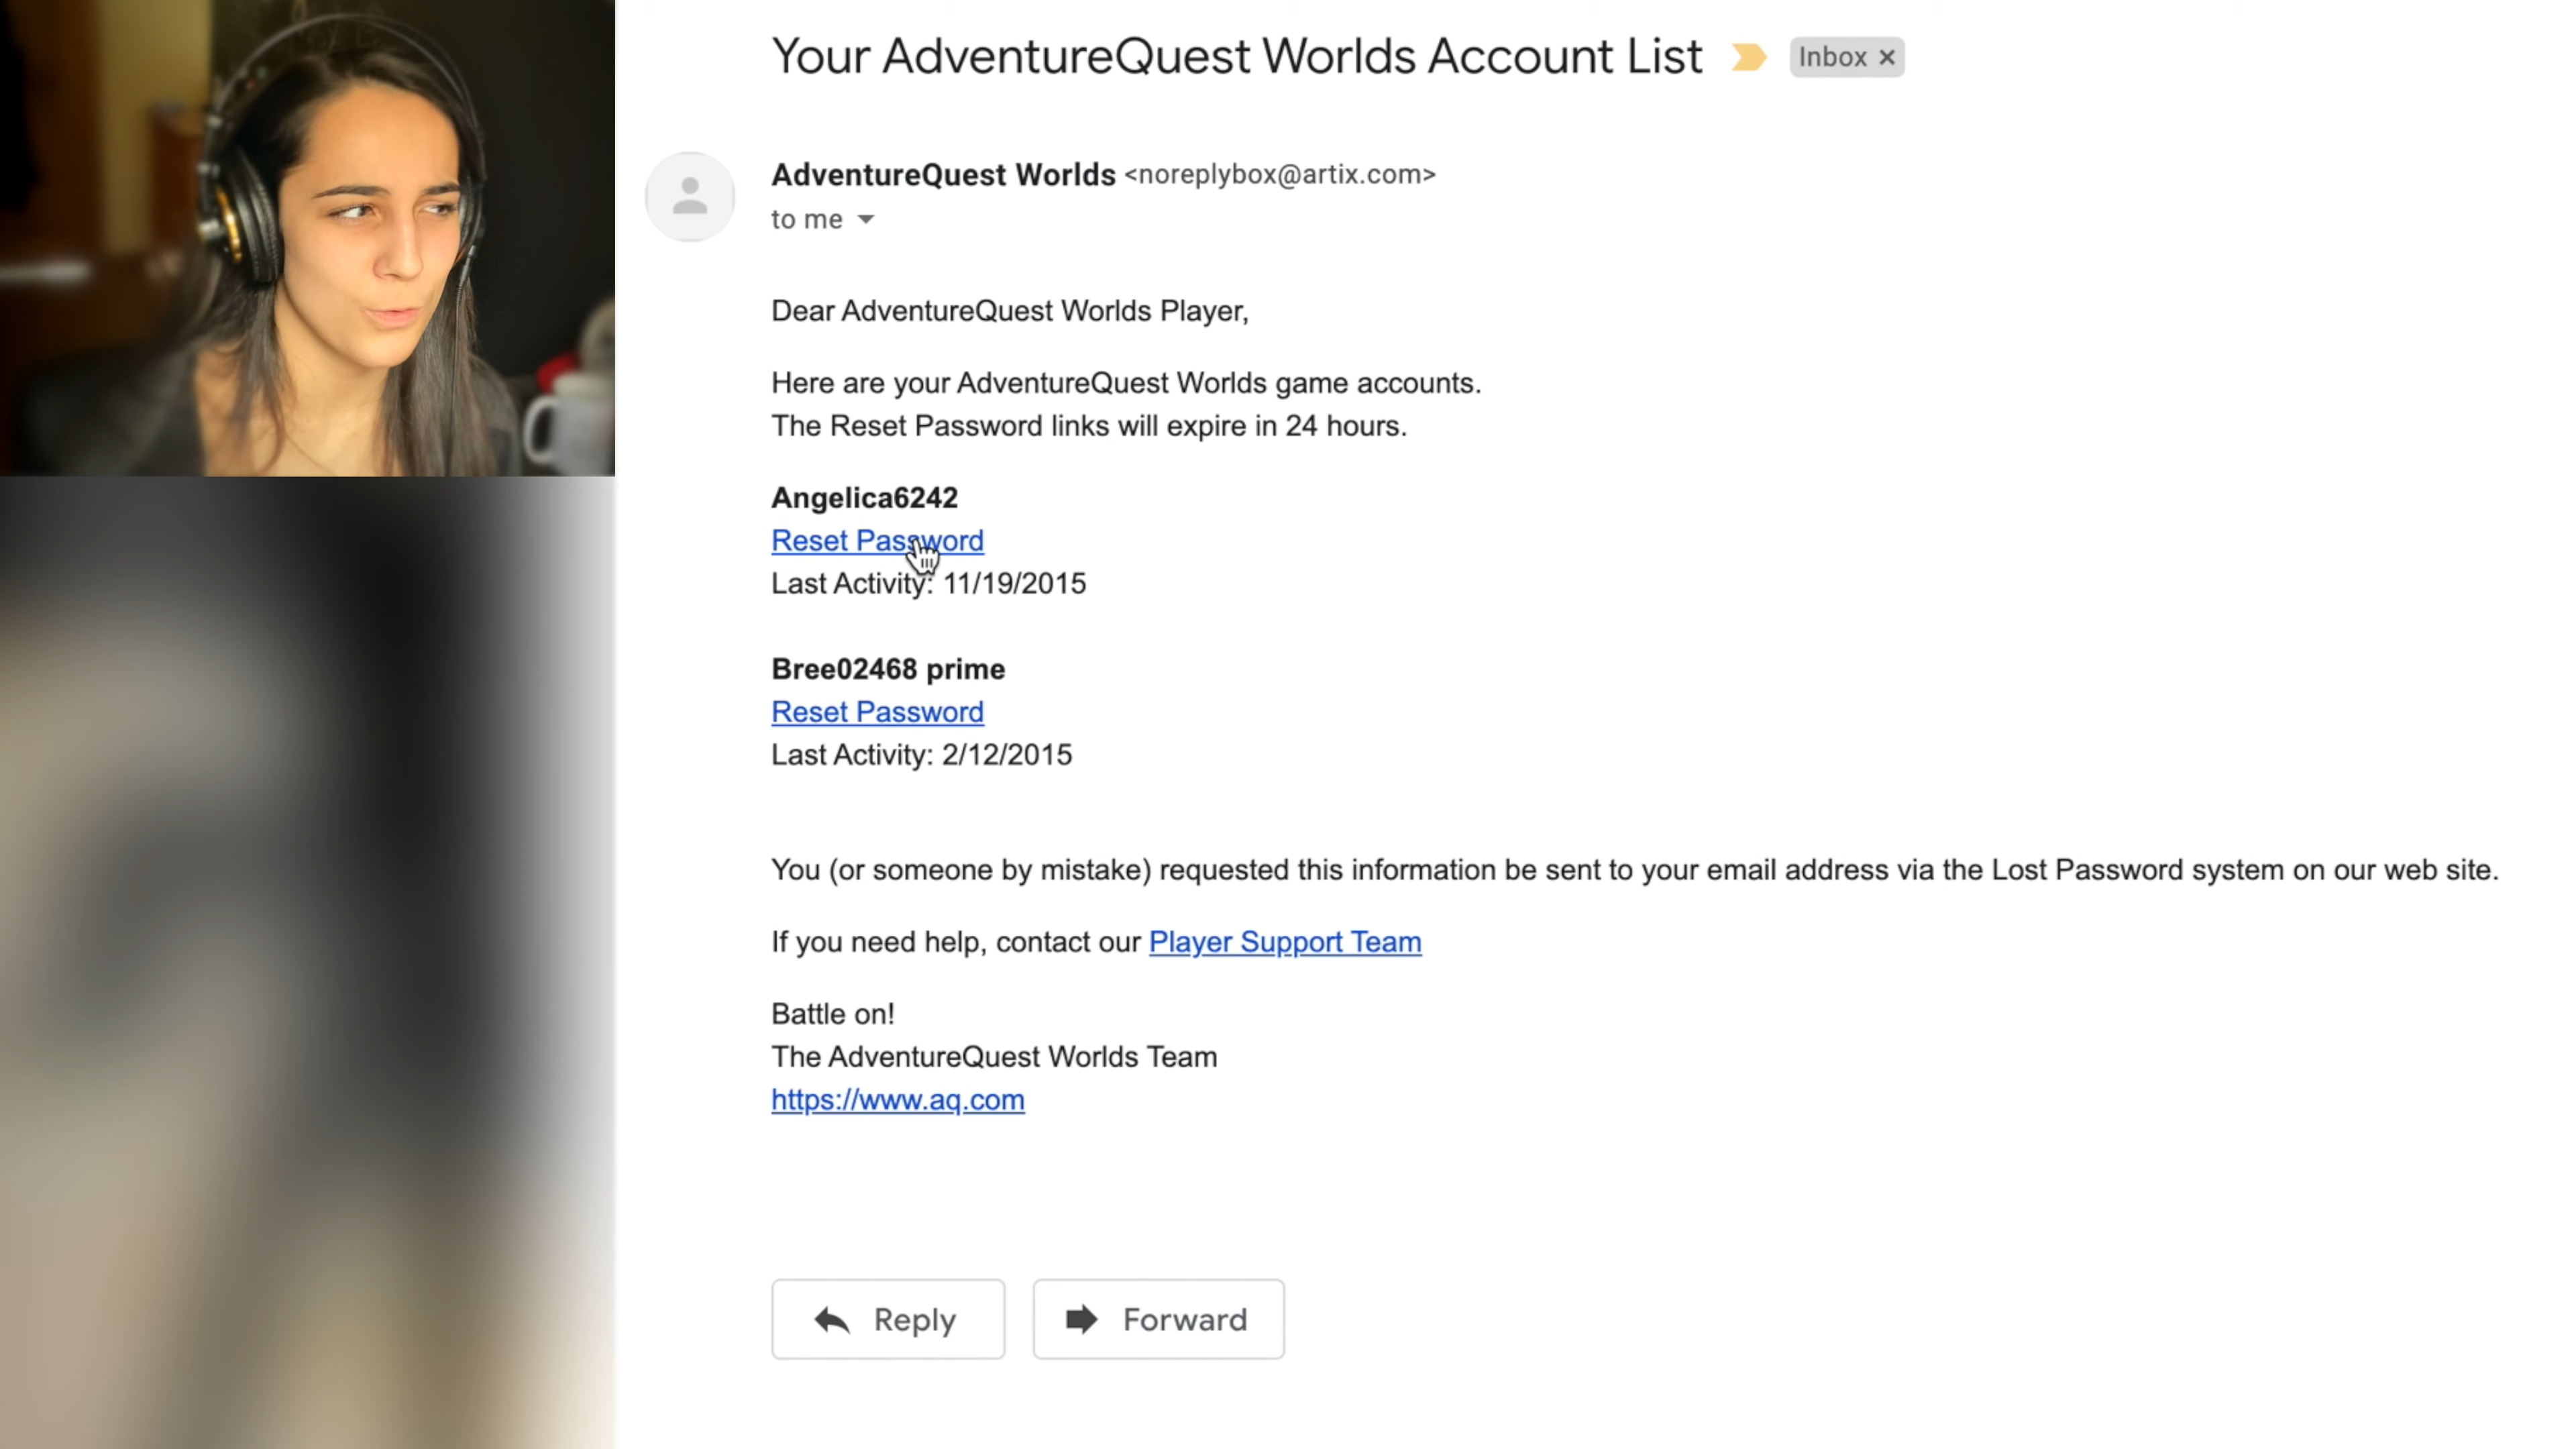 Your AdventureQuest Worlds Account List Inbox ×
AdventureQuest Worlds <noreplybox@artix.com>
to me
Dear AdventureQuest Worlds Player,
Here are your AdventureQuest Worlds game accounts.
The Reset Password links will expire in 24 hours.
Angelica6242
Reset Password
Last Activity: 11/19/2015
Bree02468 prime
Reset Password
Last Activity: 2/12/2015
You (or someone by mistake) requested this information be sent to your email address via the Lost Password system on our web site.
If you need help, contact our Player Support Team
Battle on!
The AdventureQuest Worlds Team
https://www.aq.com
Reply Forward